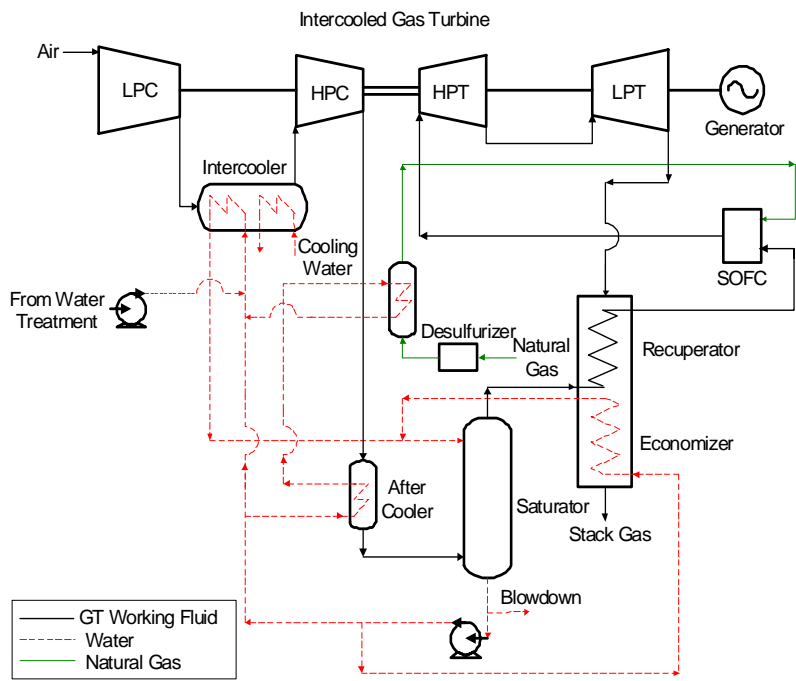 Intercooled Gas Turbine
Air
LPC
HPC
HPT
LPT
Generator
Intercooler
Cooling
Water
SOFC
From Water
Treatment
Desulfurizer
Natural
Gas
Recuperator
Economizer
After
Cooler
Saturator
Stack Gas
Blowdown
GT Working Fluid
Water
Natural Gas